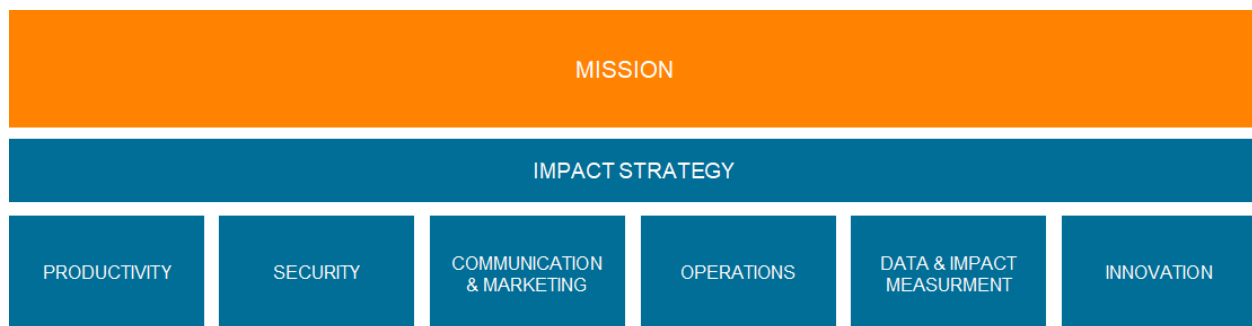 MISSION
IMPACT STRATEGY
PRODUCTIVITY
SECURITY
COMMUNICATION
& MARKETING
OPERATIONS
DATA & IMPACT
MEASURMENT
INNOVATION